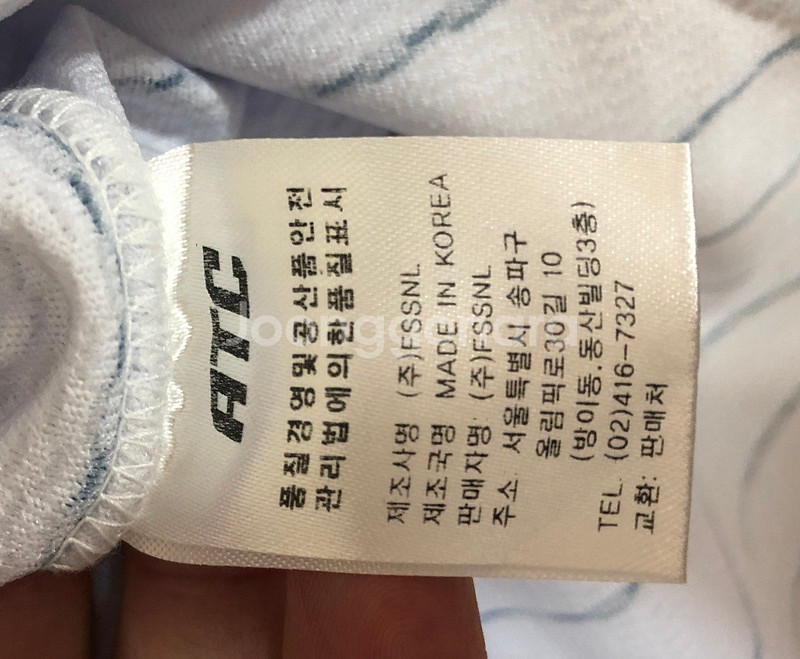 ATC
품질경영및공산품안전
관리법에의한품질표시
제조사명 (주)FSSNL
제조국명 MADE IN KOREA
판매자명: (주)FSSNL
주소: 서울특별시 송파구
올림픽로30길 10
(방이동.동산빌딩3층)
TEL. (02)416-7327
교환: 판매처